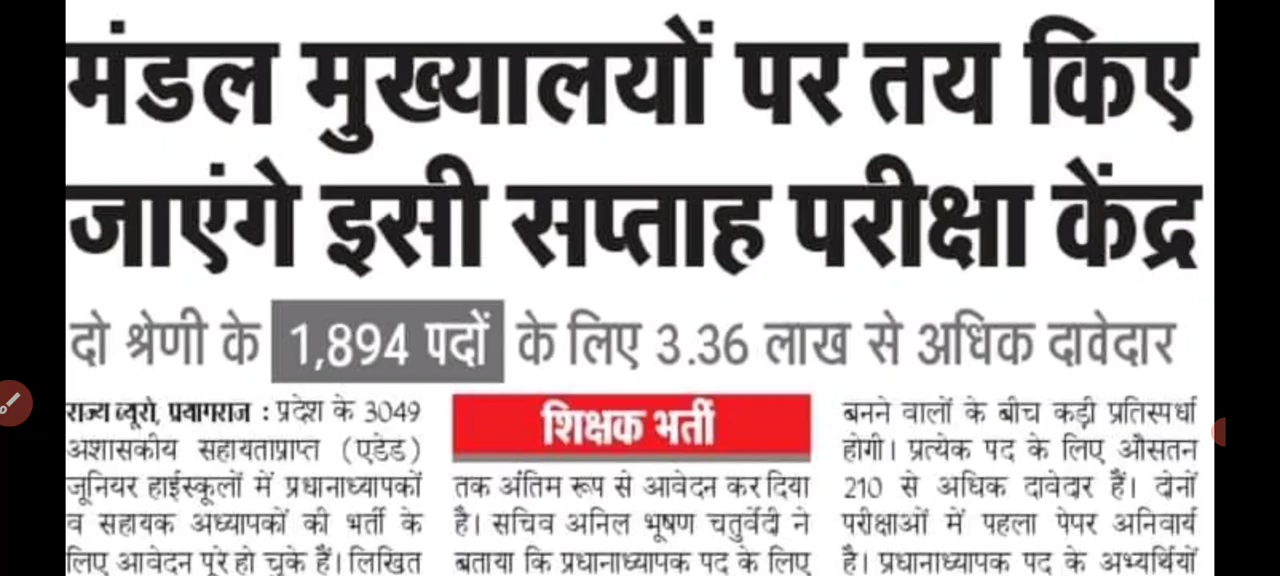 मंडल मुख्यालयों पर तय किए
जाएंगे इसी सप्ताह परीक्षा केंद्र
दो श्रेणी के 1,894 पदों के लिए 3.36 लाख से अधिक दावेदार
राज्य ब्यूरो, प्रयागराज : प्रदेश के 3049
अशासकीय सहायताप्राप्त (एडेड)
जूनियर हाईस्कूलों में प्रधानाध्यापकों
व सहायक अध्यापकों की भर्ती के
लिए आवेदन पूरे हो चुके हैं। लिखित
शिक्षक भर्ती
तक अंतिम रूप से आवेदन कर दिया
है। सचिव अनिल भूषण चतुर्वेदी ने
बताया कि प्रधानाध्यापक पद के लिए
बनने वालों के बीच कड़ी प्रतिस्पर्धा
होगी। प्रत्येक पद के लिए औसतन
210 से अधिक दावेदार हैं। दोनों
परीक्षाओं में पहला पेपर अनिवार्य
है। प्रधानाध्यापक पद के अभ्यर्थियों